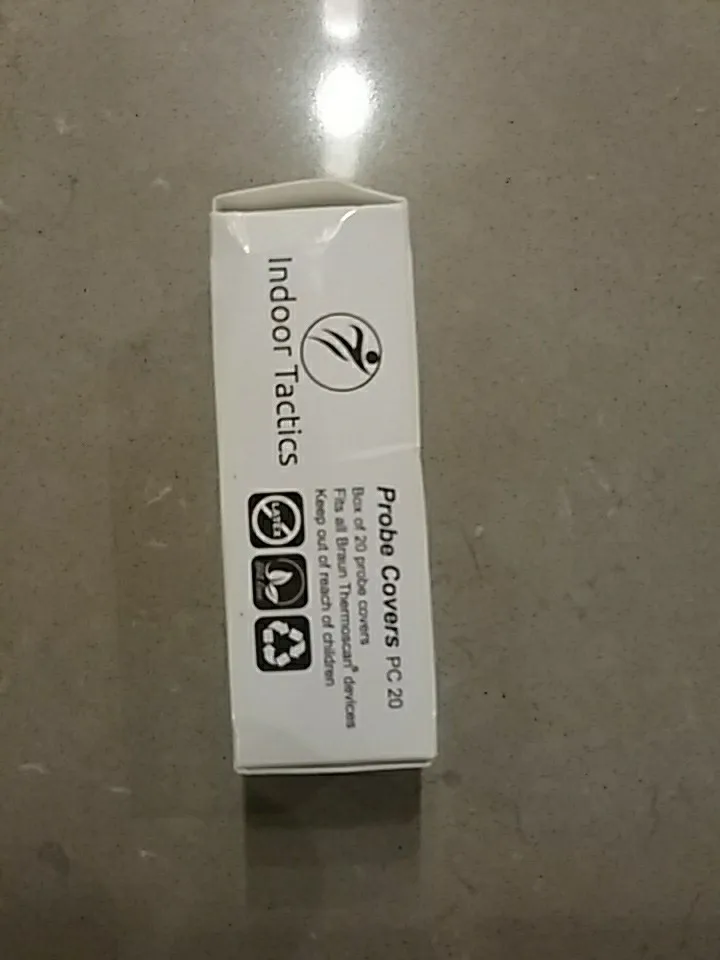 Indoor Tactics
Probe Covers PC 20
Box of 20 probe covers
Fits all Braun Thermoscan® devices
Keep out of reach of children
LATEX